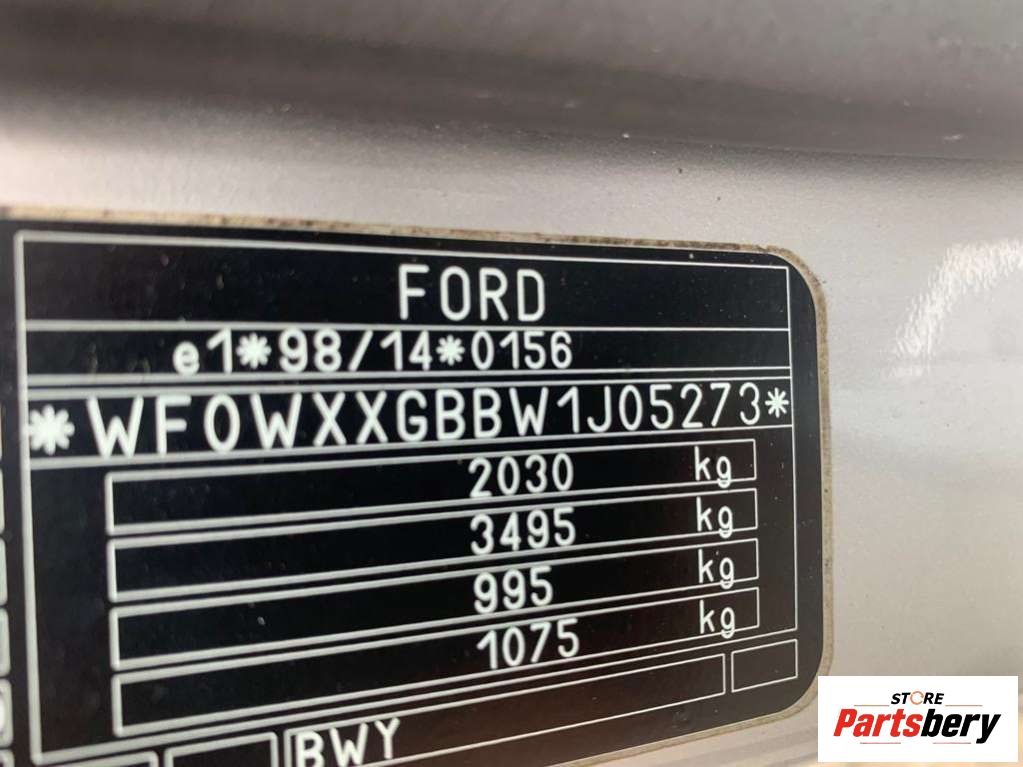 FORD
e1*98/14*0156
*WF0WXXGBBW1J05273*
2030 kg
3495 kg
995 kg
1075 kg
BWY
STORE
Partsbery